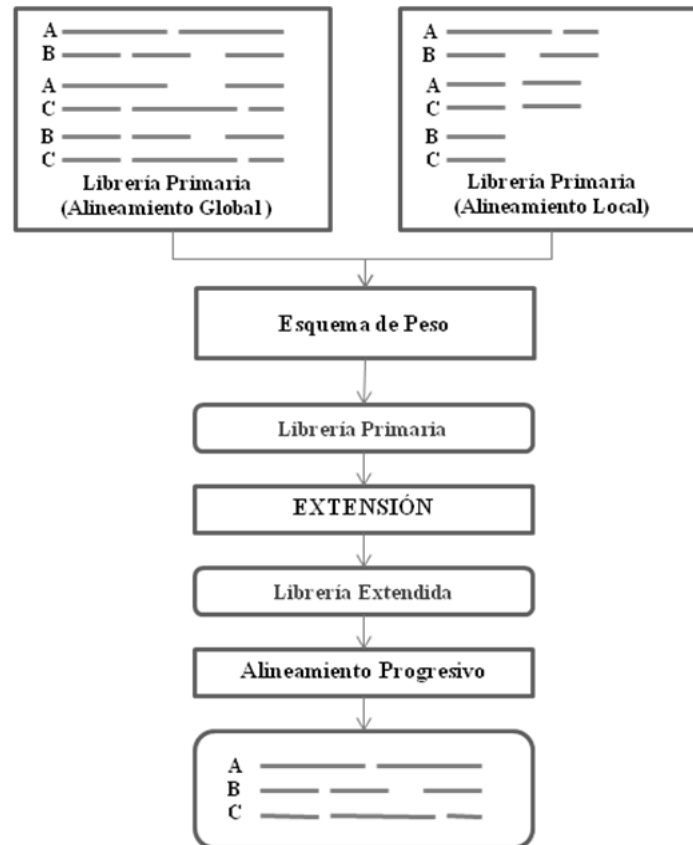 A
B
A
C
B
C
Librería Primaria
(Alineamiento Global )
A
B
A
C
B
C
Librería Primaria
(Alineamiento Local)
Esquema de Peso
Librería Primaria
EXTENSIÓN
Librería Extendida
Alineamiento Progresivo
A
B
C